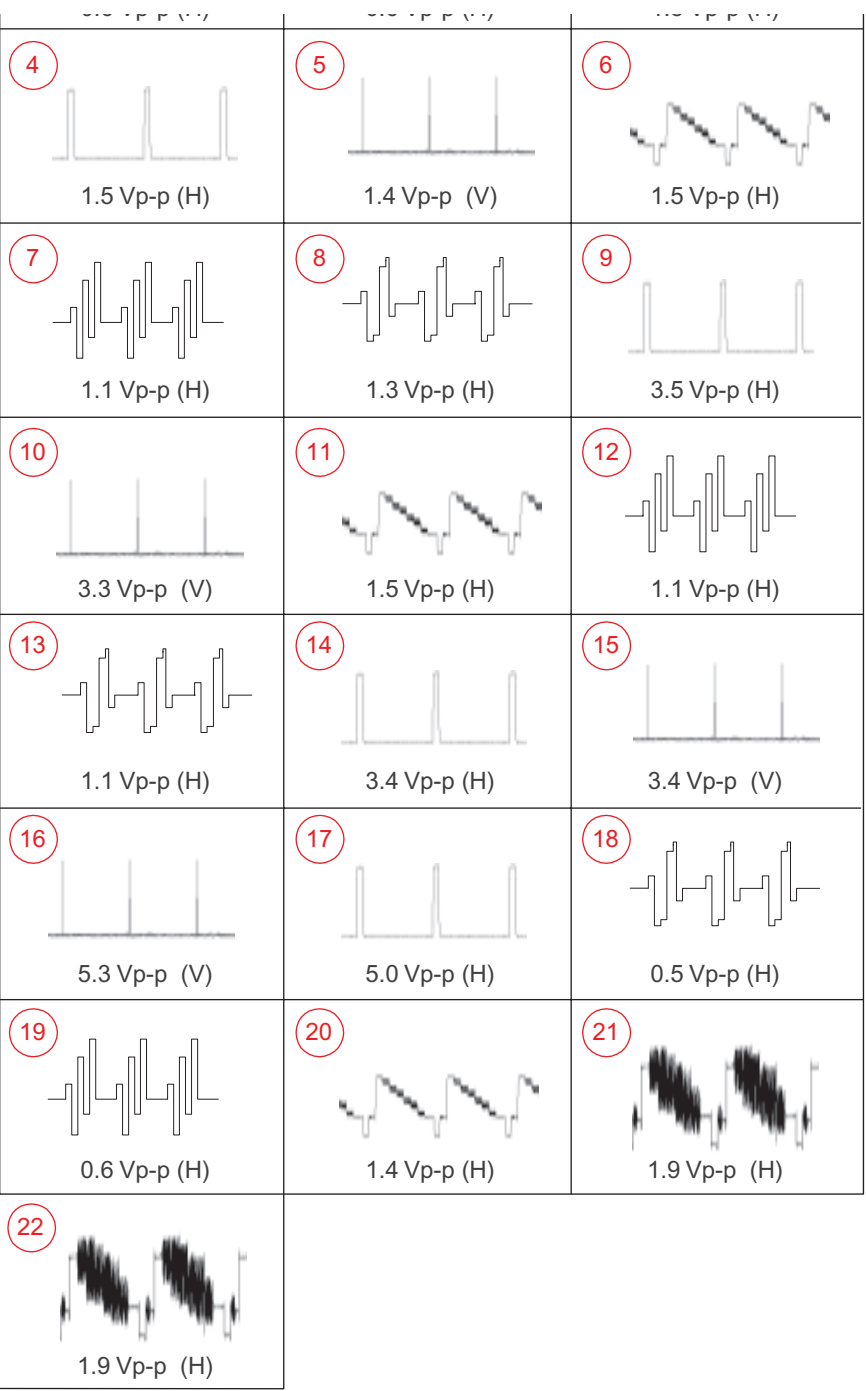 4 5 6
1.5 Vp-p (H) 1.4 Vp-p (V) 1.5 Vp-p (H)
7 8 9
1.1 Vp-p (H) 1.3 Vp-p (H) 3.5 Vp-p (H)
10 11 12
3.3 Vp-p (V) 1.5 Vp-p (H) 1.1 Vp-p (H)
13 14 15
1.1 Vp-p (H) 3.4 Vp-p (H) 3.4 Vp-p (V)
16 17 18
5.3 Vp-p (V) 5.0 Vp-p (H) 0.5 Vp-p (H)
19 20 21
0.6 Vp-p (H) 1.4 Vp-p (H) 1.9 Vp-p (H)
22
1.9 Vp-p (H)